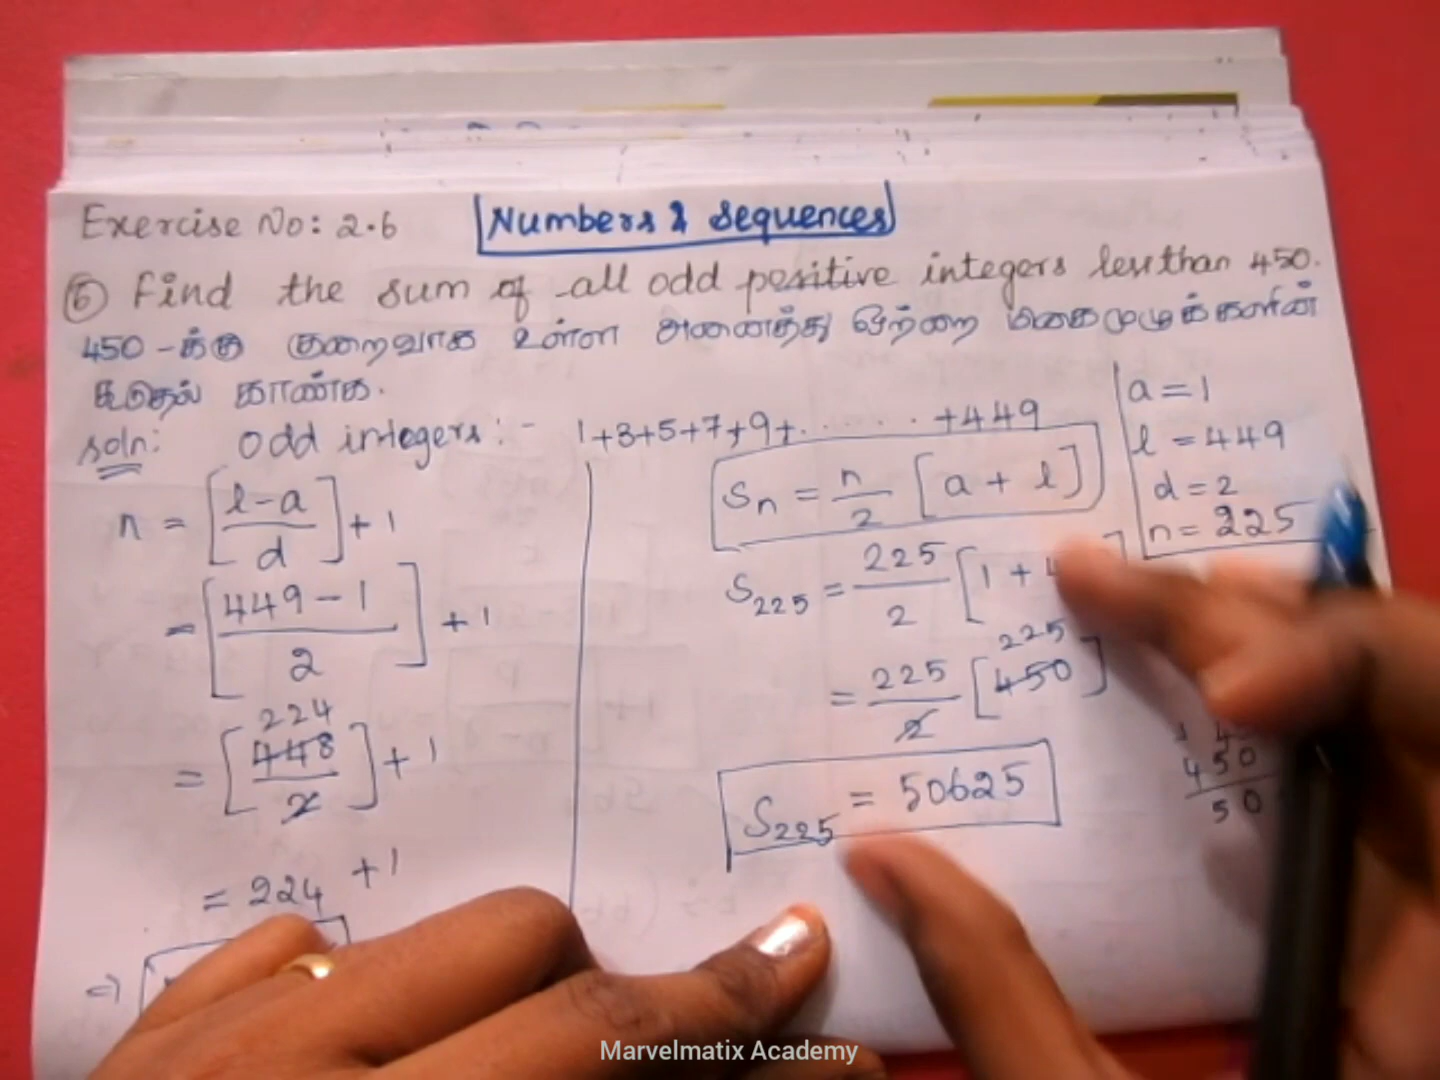 Exercise No: 2.6
Numbers & Sequences
⑥ Find the sum of all odd positive integers less than 450.
450 -க்கு குறைவாக உள்ள அனைத்து ஒற்றை மிகை முழுக்களின்
கூடுதல் காண்க.
soln: odd integers :- 1+3+5+7+9+.......+449
n = [l-a/d] + 1
= [449-1/2] + 1
224
= [448/2] + 1
= 224 + 1
⇒
Sn = n/2 [a + l]
S225 = 225/2 [1 + 4
225
= 225/2 [450]
S225 = 50625
a = 1
l = 449
d = 2
n = 225
450
50
Marvelmatix Academy